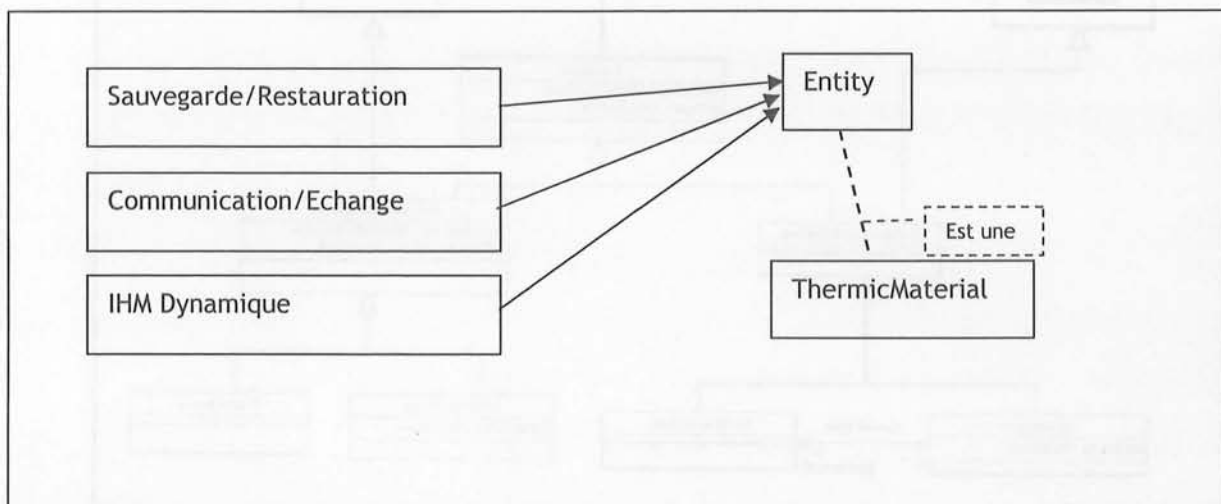 Sauvegarde/Restauration
Entity
Communication/Echange
Est une
ThermicMaterial
IHM Dynamique